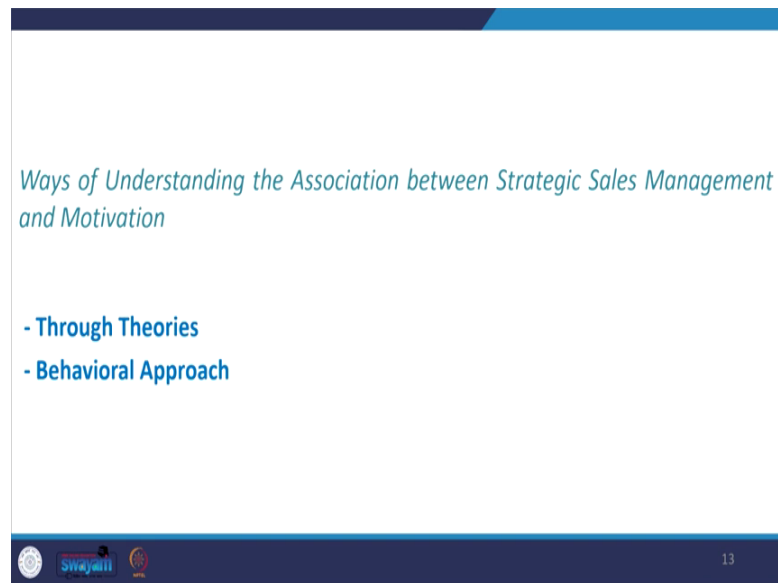 Ways of Understanding the Association between Strategic Sales Management
and Motivation
- Through Theories
- Behavioral Approach
swayam
13